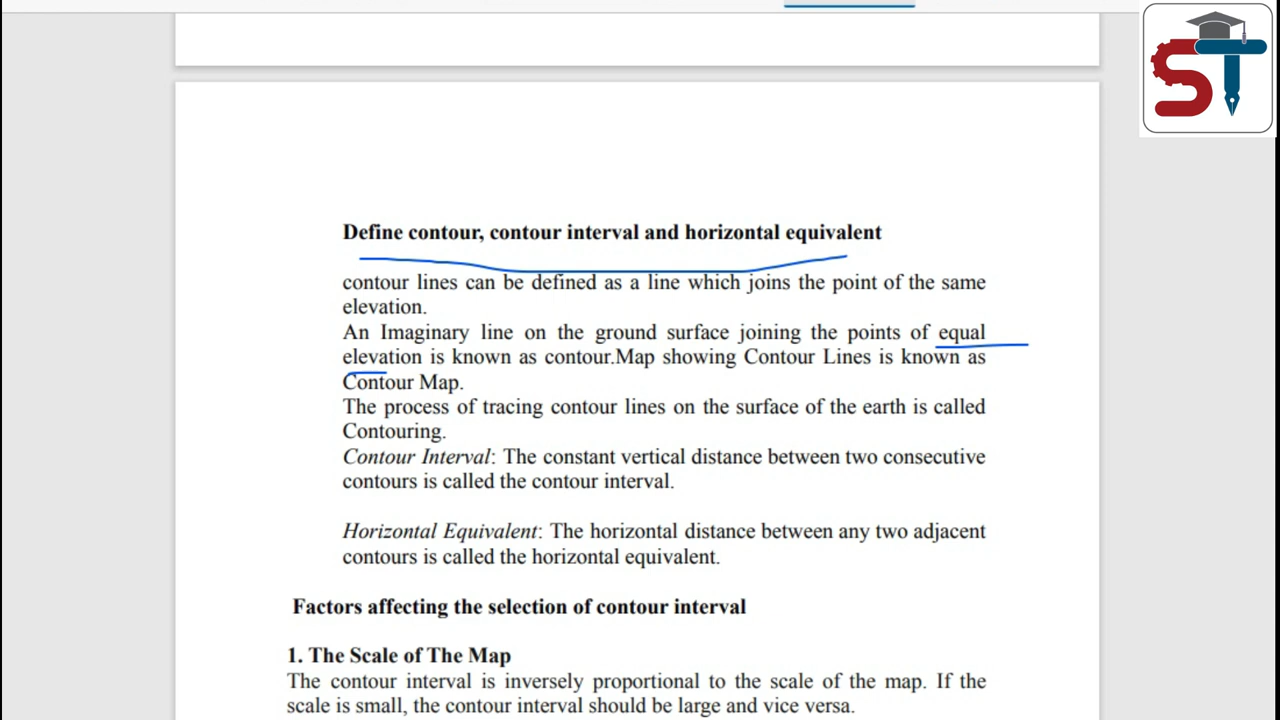 ST
Define contour, contour interval and horizontal equivalent
contour lines can be defined as a line which joins the point of the same
elevation.
An Imaginary line on the ground surface joining the points of equal
elevation is known as contour.Map showing Contour Lines is known as
Contour Map.
The process of tracing contour lines on the surface of the earth is called
Contouring.
Contour Interval: The constant vertical distance between two consecutive
contours is called the contour interval.
Horizontal Equivalent: The horizontal distance between any two adjacent
contours is called the horizontal equivalent.
Factors affecting the selection of contour interval
1. The Scale of The Map
The contour interval is inversely proportional to the scale of the map. If the
scale is small, the contour interval should be large and vice versa.